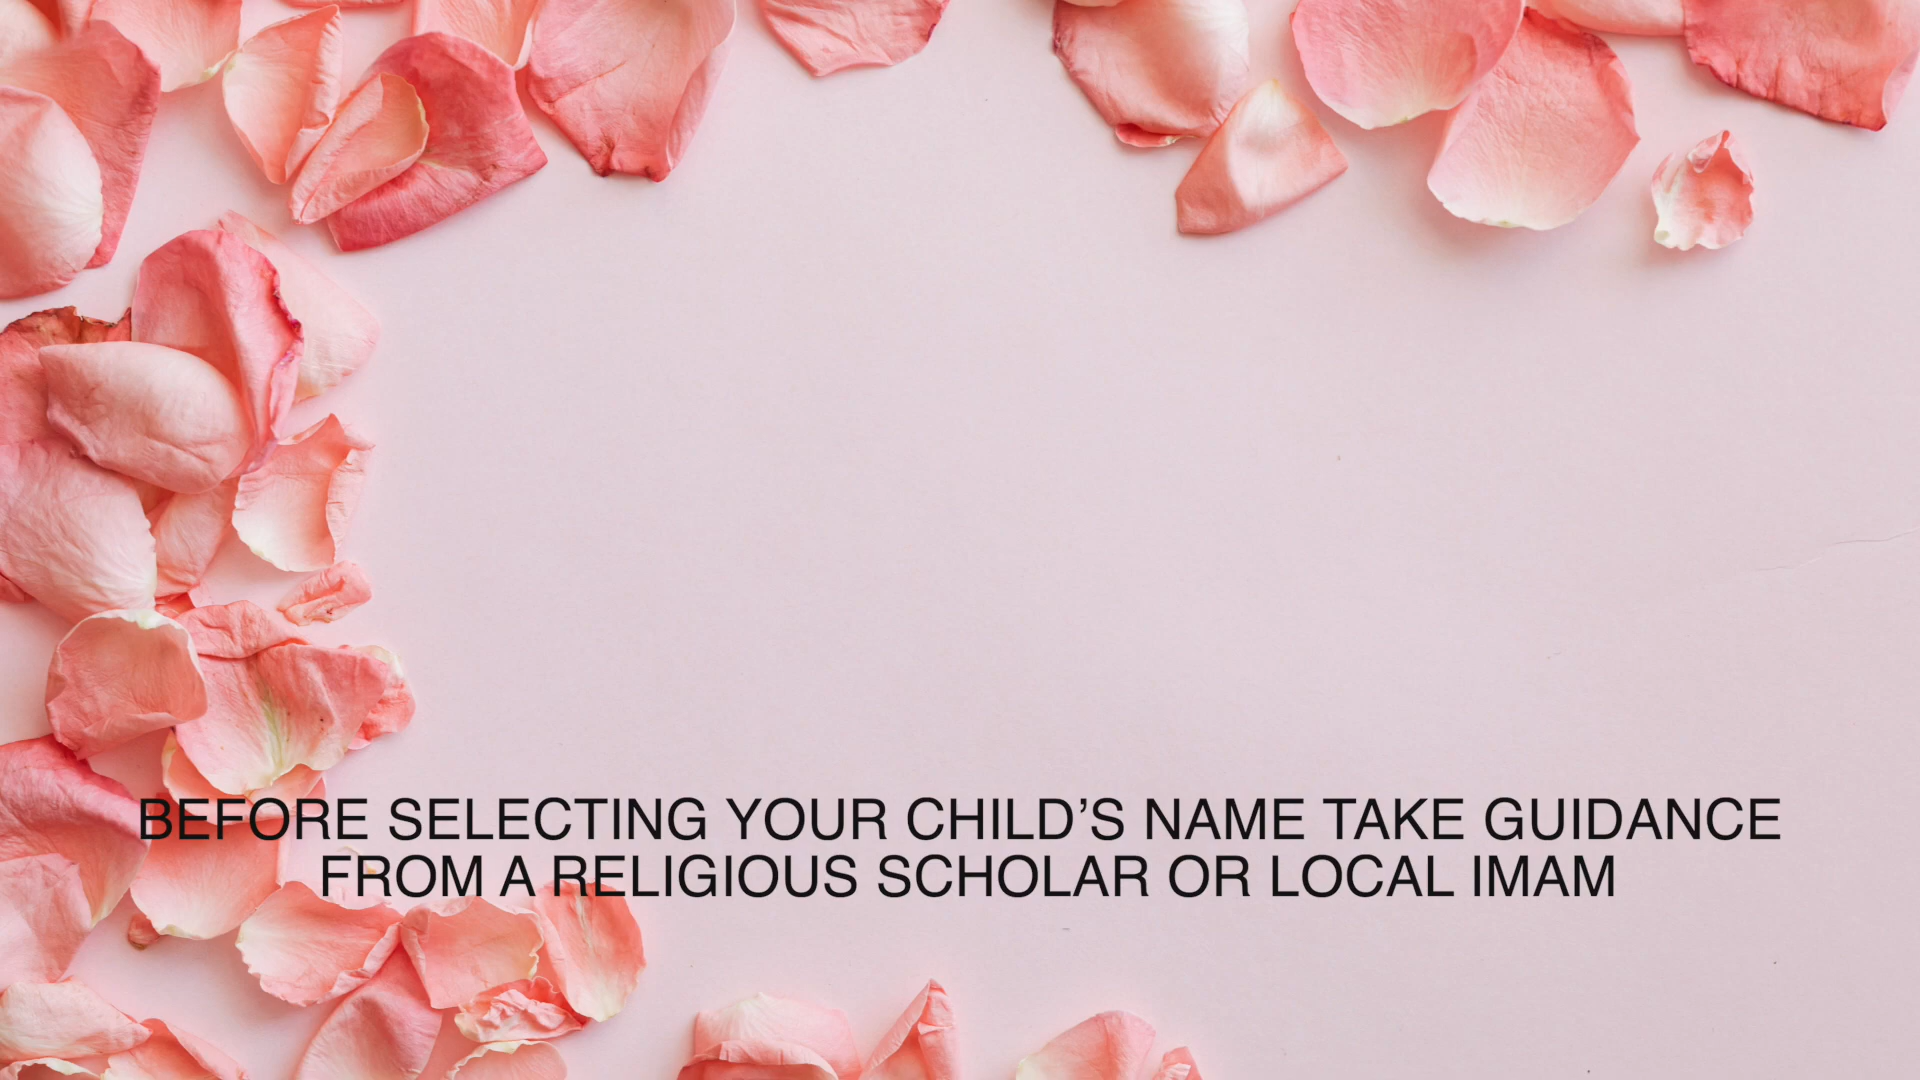 BEFORE SELECTING YOUR CHILD’S NAME TAKE GUIDANCE
FROM A RELIGIOUS SCHOLAR OR LOCAL IMAM